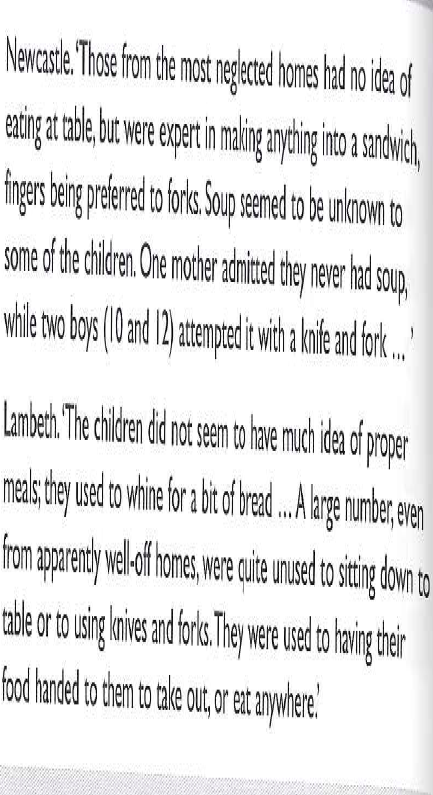 Newcastle. ‘Those from the most neglected homes had no idea of
eating at table, but were expert in making anything into a sandwich,
fingers being preferred to forks. Soup seemed to be unknown to
some of the children. One mother admitted they never had soup,
while two boys (10 and 12) attempted it with a knife and fork … ’
Lambeth. ‘The children did not seem to have much idea of proper
meals; they used to whine for a bit of bread … A large number, even
from apparently well-off homes, were quite unused to sitting down to
table or to using knives and forks. They were used to having their
food handed to them to take out, or eat anywhere.’